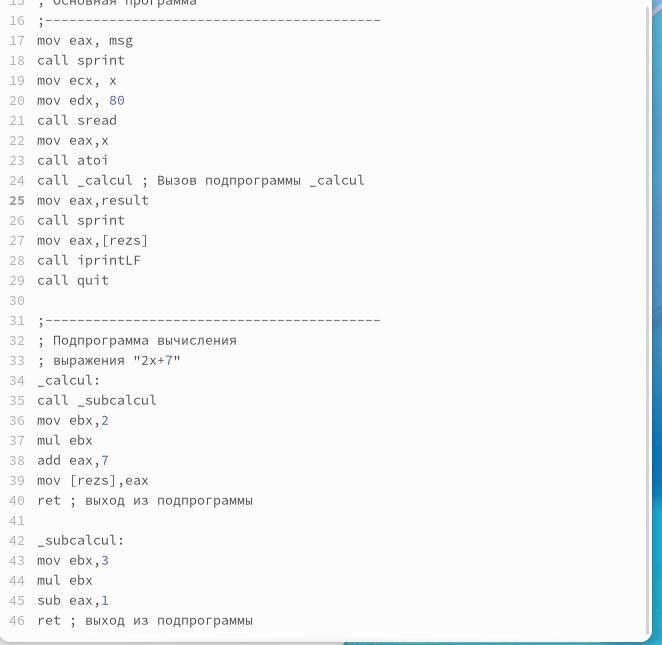 15 ; Основная программа
16 ;------------------------------------------
17 mov eax, msg
18 call sprint
19 mov ecx, x
20 mov edx, 80
21 call sread
22 mov eax,x
23 call atoi
24 call _calcul ; Вызов подпрограммы _calcul
25 mov eax,result
26 call sprint
27 mov eax,[rezs]
28 call iprintLF
29 call quit
30
31 ;------------------------------------------
32 ; Подпрограмма вычисления
33 ; выражения "2x+7"
34 _calcul:
35 call _subcalcul
36 mov ebx,2
37 mul ebx
38 add eax,7
39 mov [rezs],eax
40 ret ; выход из подпрограммы
41
42 _subcalcul:
43 mov ebx,3
44 mul ebx
45 sub eax,1
46 ret ; выход из подпрограммы